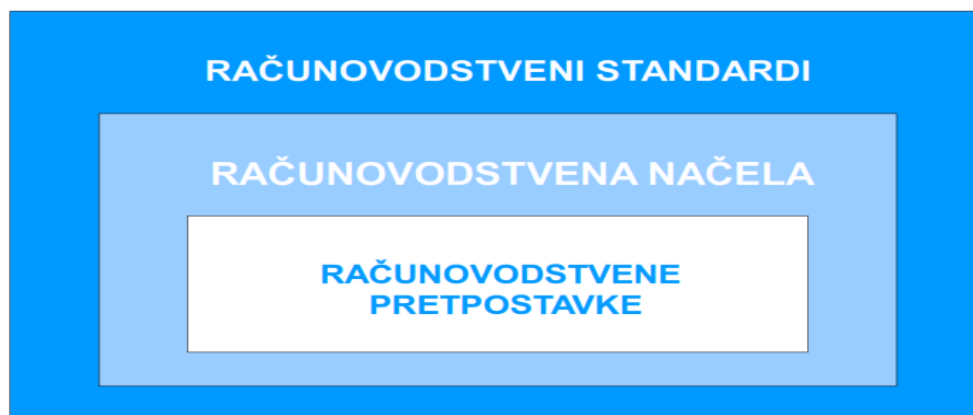 RAČUNOVODSTVENI STANDARDI
RAČUNOVODSTVENA NAČELA
RAČUNOVODSTVENE
PRETPOSTAVKE